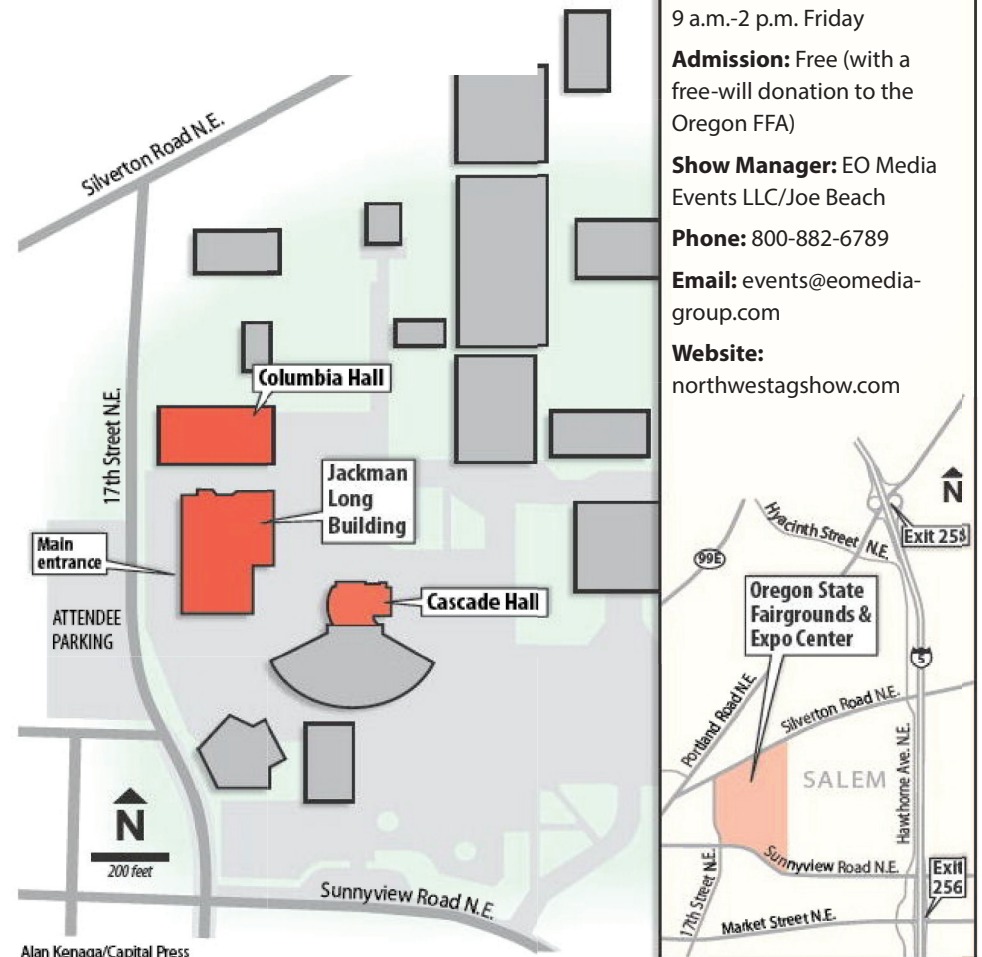 9 a.m.-2 p.m. Friday
Admission: Free (with a
free-will donation to the
Oregon FFA)
Show Manager: EO Media
Events LLC/Joe Beach
Phone: 800-882-6789
Email: events@eomedia-
group.com
Website:
northwestagshow.com
Silverton Road N.E.
17th Street N.E.
Columbia Hall
Jackman
Long
Building
Main
entrance
Cascade Hall
ATTENDEE
PARKING
N
200 feet
Sunnyview Road N.E.
Alan Kenaga/Capital Press
N
Hyacinth Street N.E.
Exit 258
99E
Oregon State
Fairgrounds &
Expo Center
5
Portland Road N.E.
Silverton Road N.E.
SALEM
Hawthorne Ave. N.E.
Sunnyview Road N.E.
Exit
256
17th Street N.E.
Market Street N.E.